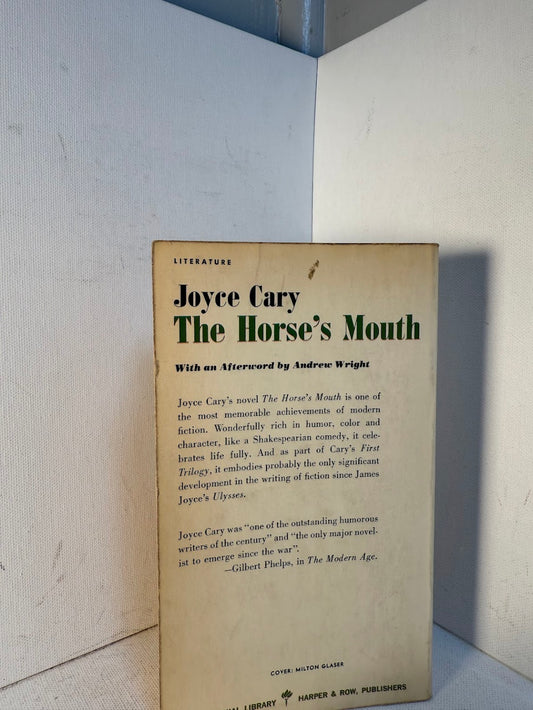 LITERATURE
Joyce Cary
The Horse's Mouth
With an Afterword by Andrew Wright
Joyce Cary's novel The Horse's Mouth is one of
the most memorable achievements of modern
fiction. Wonderfully rich in humor, color and
character, like a Shakespearian comedy, it cele-
brates life fully. And as part of Cary's First
Trilogy, it embodies probably the only significant
development in the writing of fiction since James
Joyce's Ulysses.
Joyce Cary was "one of the outstanding humorous
writers of the century" and "the only major novel-
ist to emerge since the war".
—Gilbert Phelps, in The Modern Age.
COVER: MILTON GLASER
LIBRARY HARPER & ROW, PUBLISHERS